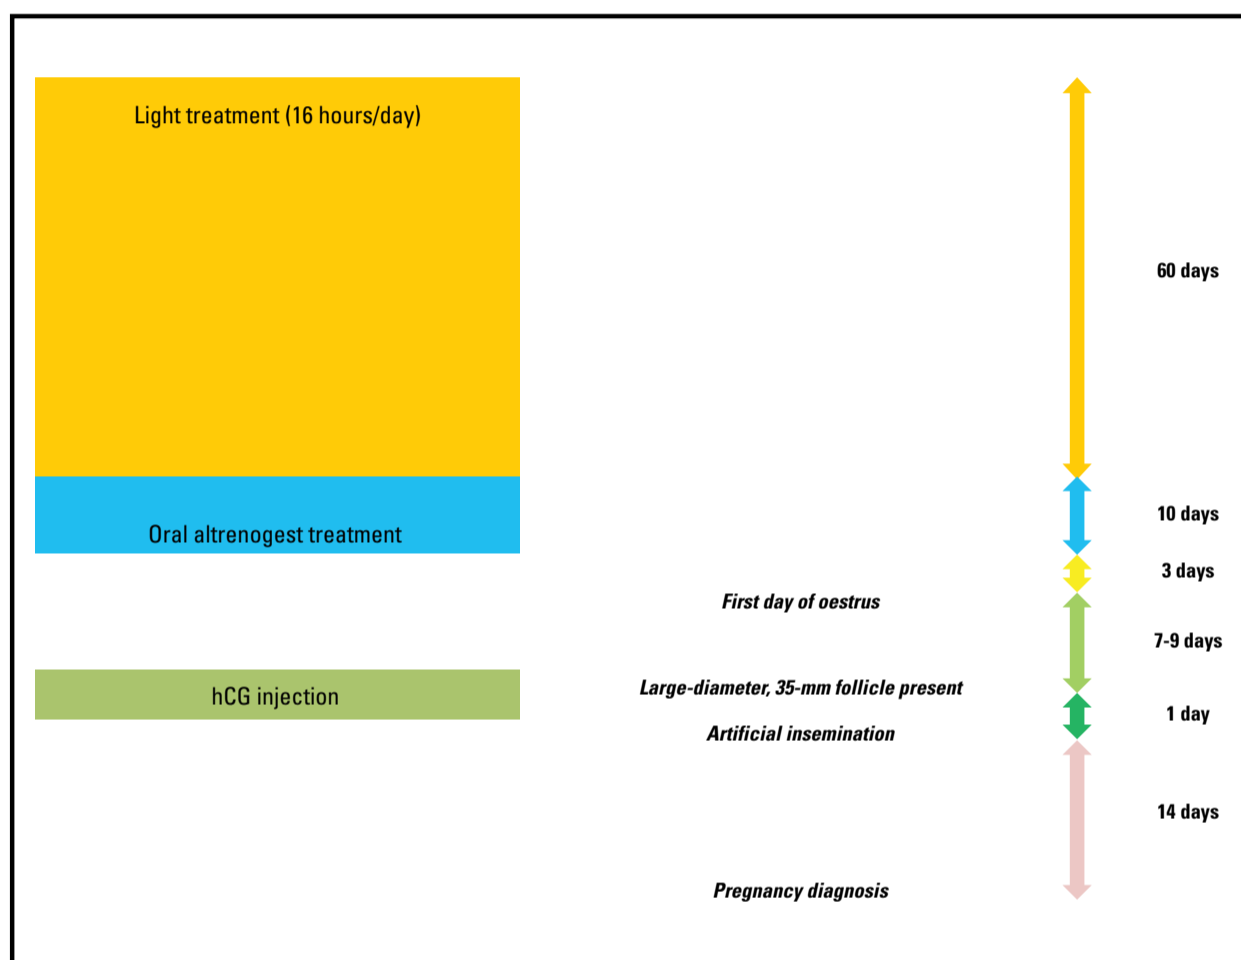 Light treatment (16 hours/day)
60 days
10 days
Oral altrenogest treatment
3 days
First day of oestrus
7-9 days
Large-diameter, 35-mm follicle present
hCG injection
1 day
Artificial insemination
14 days
Pregnancy diagnosis